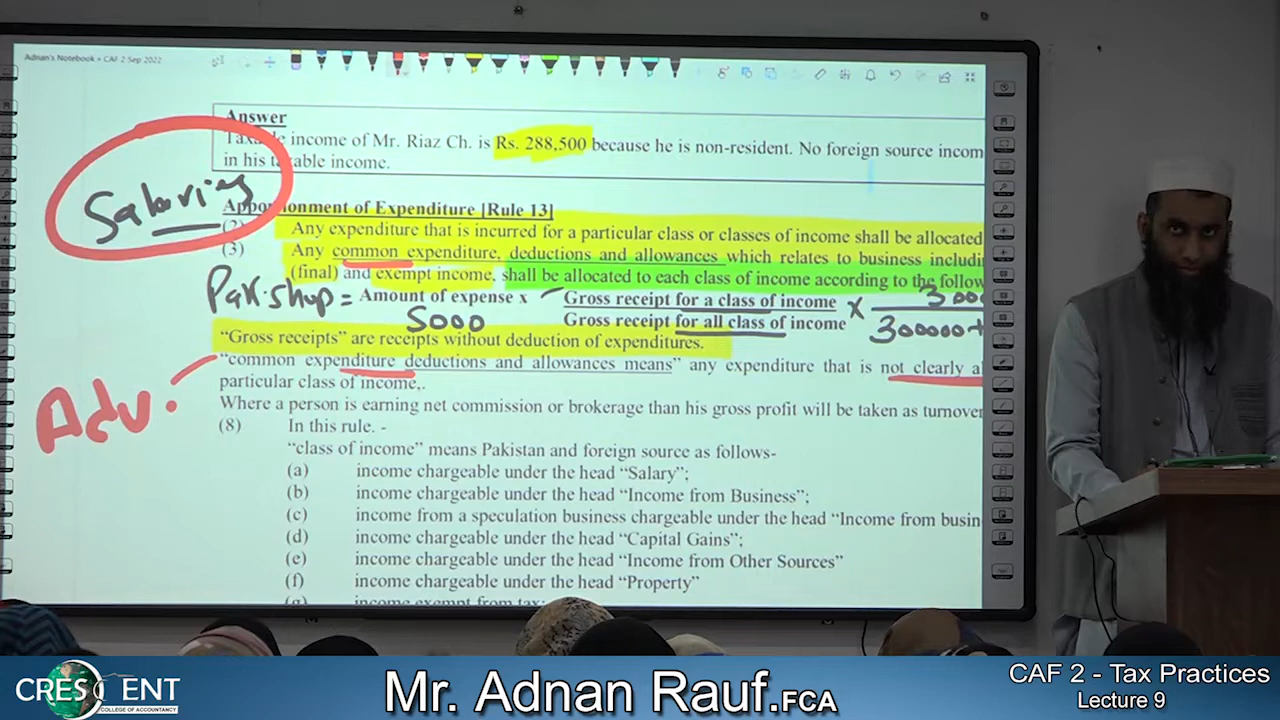 Adnan's Notebook • CAF 2 Sep 2022
Answer
Taxable income of Mr. Riaz Ch. is Rs. 288,500 because he is non-resident. No foreign source incom
in his taxable income.
Salaries
Apportionment of Expenditure [Rule 13]
(2) Any expenditure that is incurred for a particular class or classes of income shall be allocated
(3) Any common expenditure, deductions and allowances which relates to business includin
(final) and exempt income, shall be allocated to each class of income according to the follow
Pak.shop = Amount of expense x Gross receipt for a class of income x 3000
5000 Gross receipt for all class of income 300000+
"Gross receipts" are receipts without deduction of expenditures.
"common expenditure deductions and allowances means" any expenditure that is not clearly a
Adv.
particular class of income,.
Where a person is earning net commission or brokerage than his gross profit will be taken as turnover
(8) In this rule. -
"class of income" means Pakistan and foreign source as follows-
(a) income chargeable under the head "Salary";
(b) income chargeable under the head "Income from Business";
(c) income from a speculation business chargeable under the head "Income from busin
(d) income chargeable under the head "Capital Gains";
(e) income chargeable under the head "Income from Other Sources"
(f) income chargeable under the head "Property"
(g) income exempt from tax;
CRESCENT
COLLEGE OF ACCOUNTANCY
Mr. Adnan Rauf.FCA
CAF 2 - Tax Practices
Lecture 9